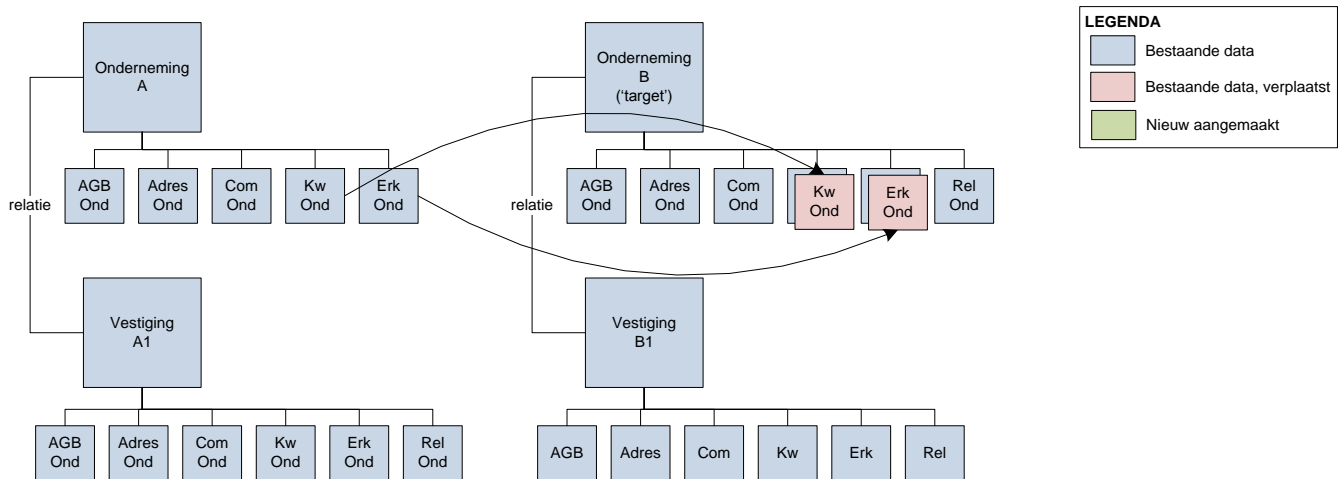 Onderneming
A
Onderneming
B
('target')
LEGENDA
Bestaande data
Bestaande data, verplaatst
Nieuw aangemaakt
relatie
AGB
Ond
Adres
Ond
Com
Ond
Kw
Ond
Erk
Ond
relatie
AGB
Ond
Adres
Ond
Com
Ond
Kw
Ond
Erk
Ond
Rel
Ond
Vestiging
A1
Vestiging
B1
AGB
Ond
Adres
Ond
Com
Ond
Kw
Ond
Erk
Ond
Rel
Ond
AGB
Adres
Com
Kw
Erk
Rel